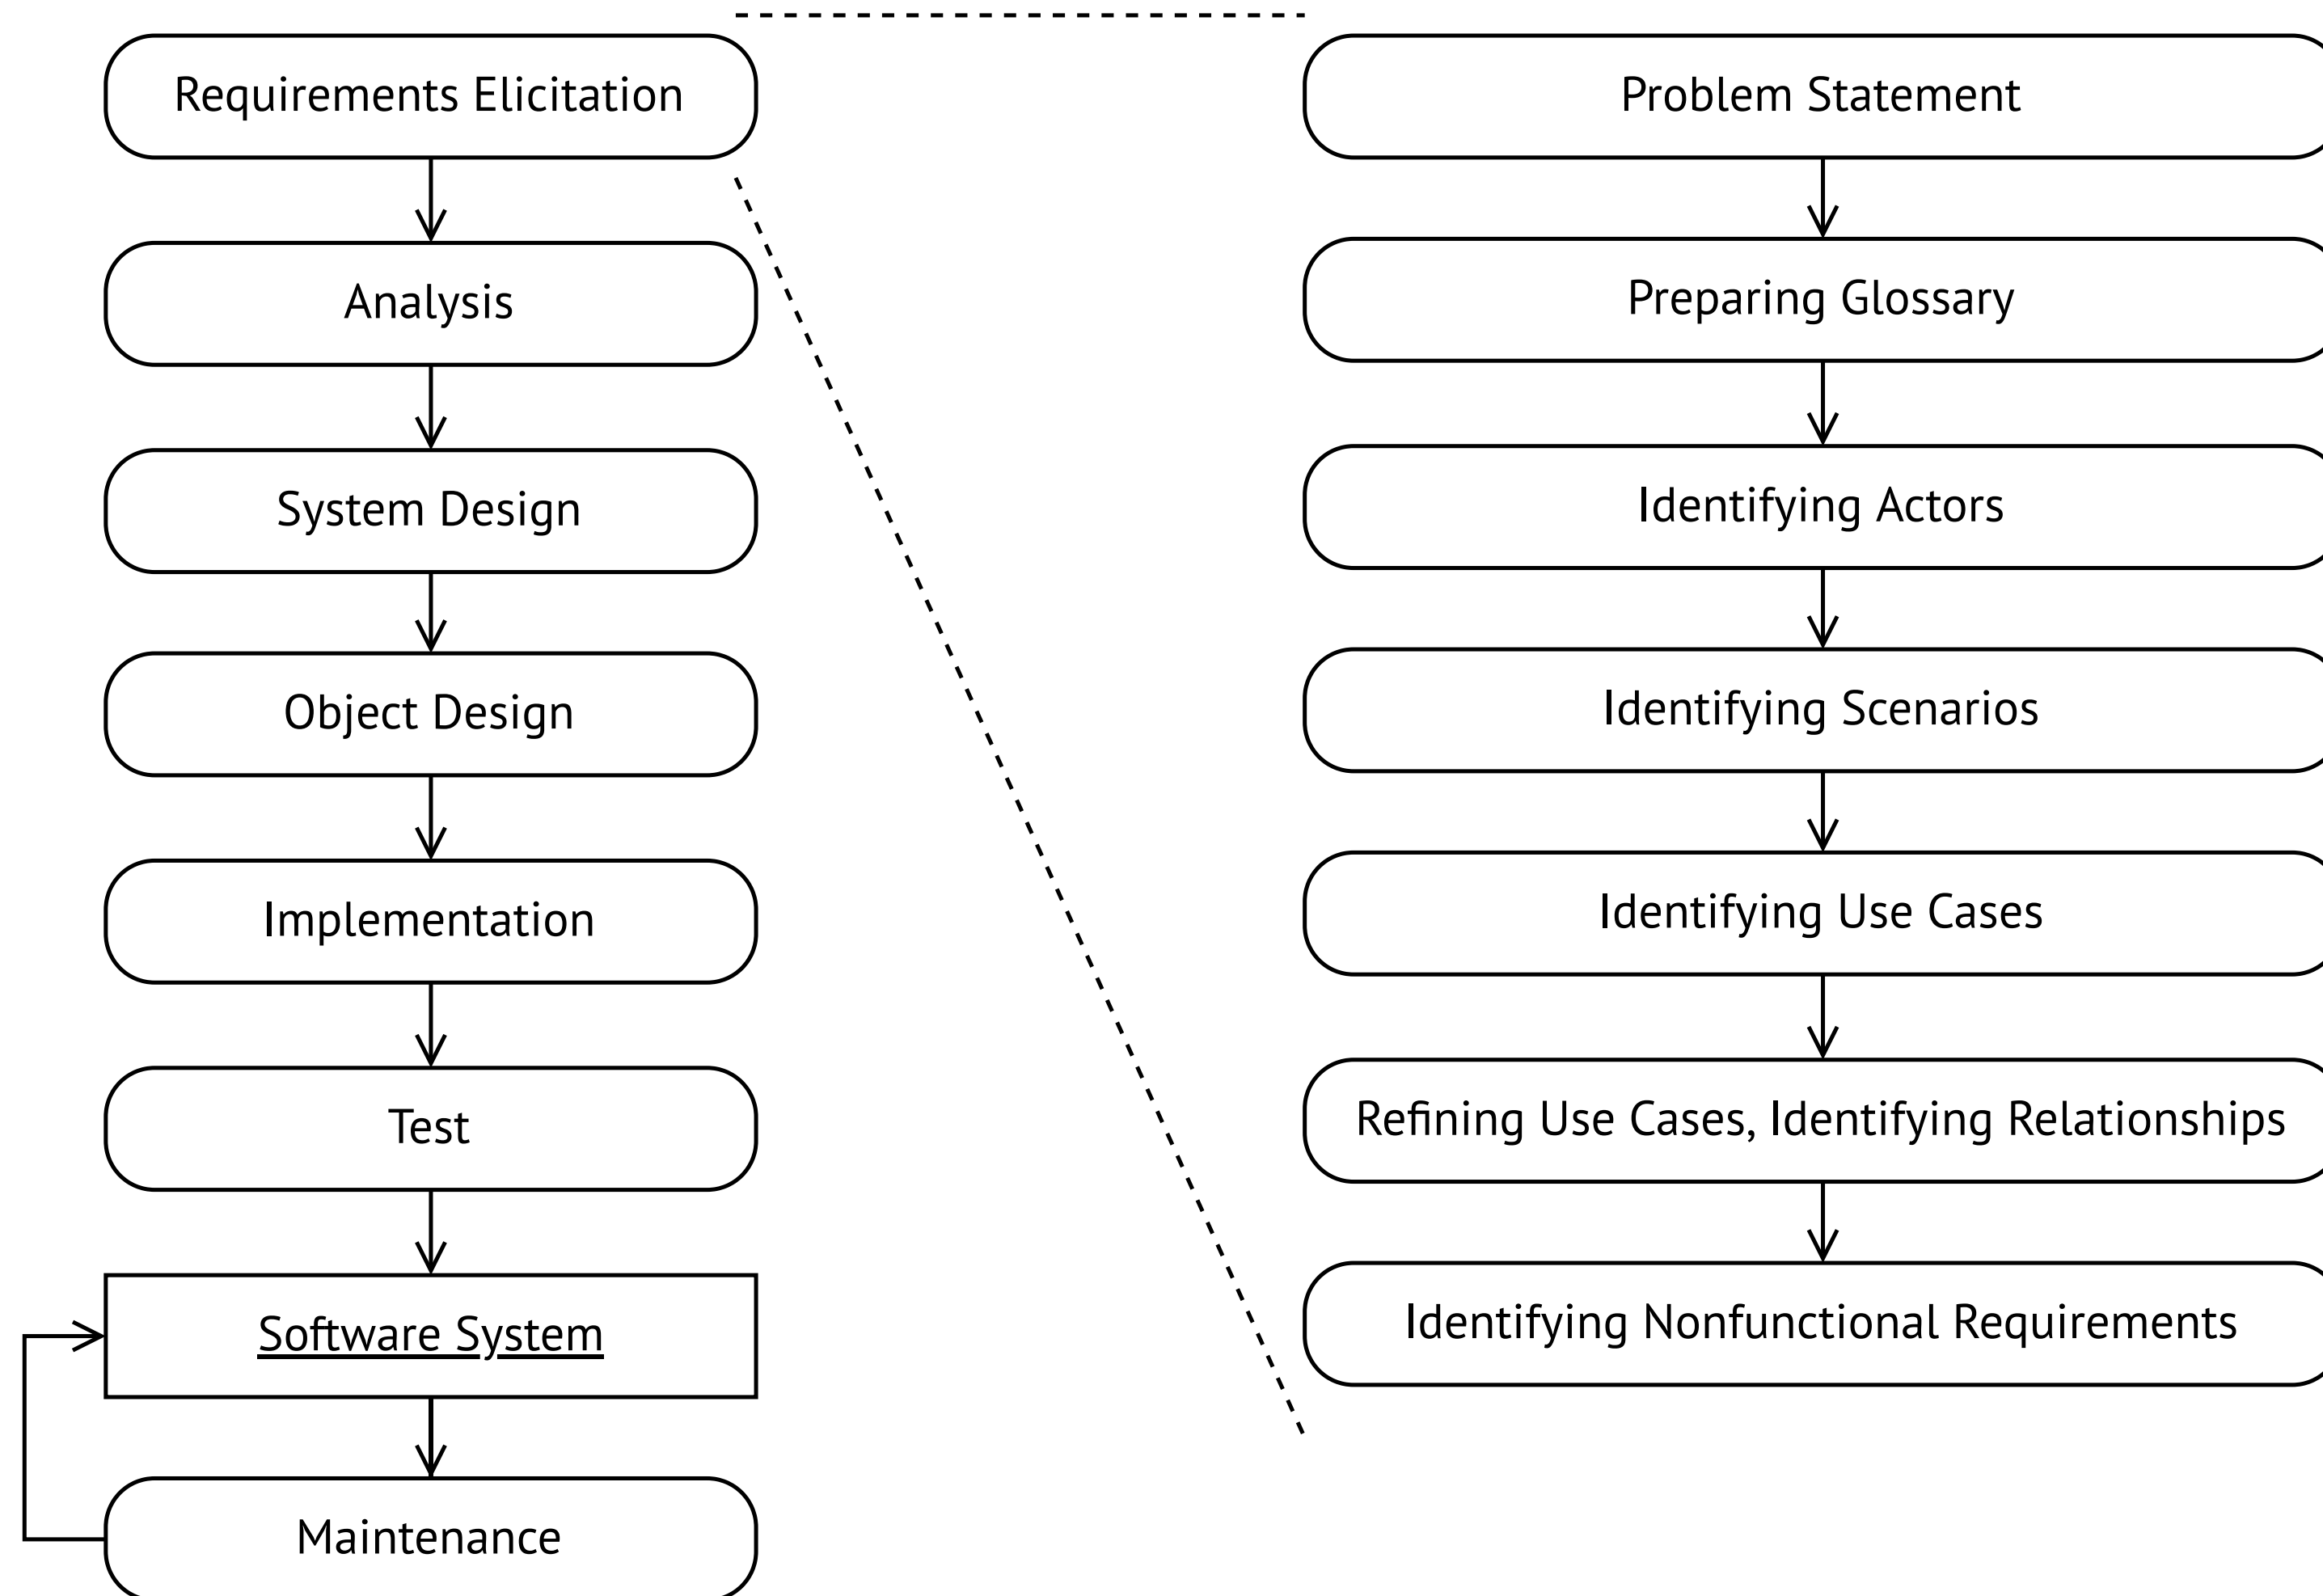 Requirements Elicitation
Analysis
System Design
Object Design
Implementation
Test
Software System
Maintenance
Problem Statement
Preparing Glossary
Identifying Actors
Identifying Scenarios
Identifying Use Cases
Refining Use Cases, Identifying Relationships
Identifying Nonfunctional Requirements